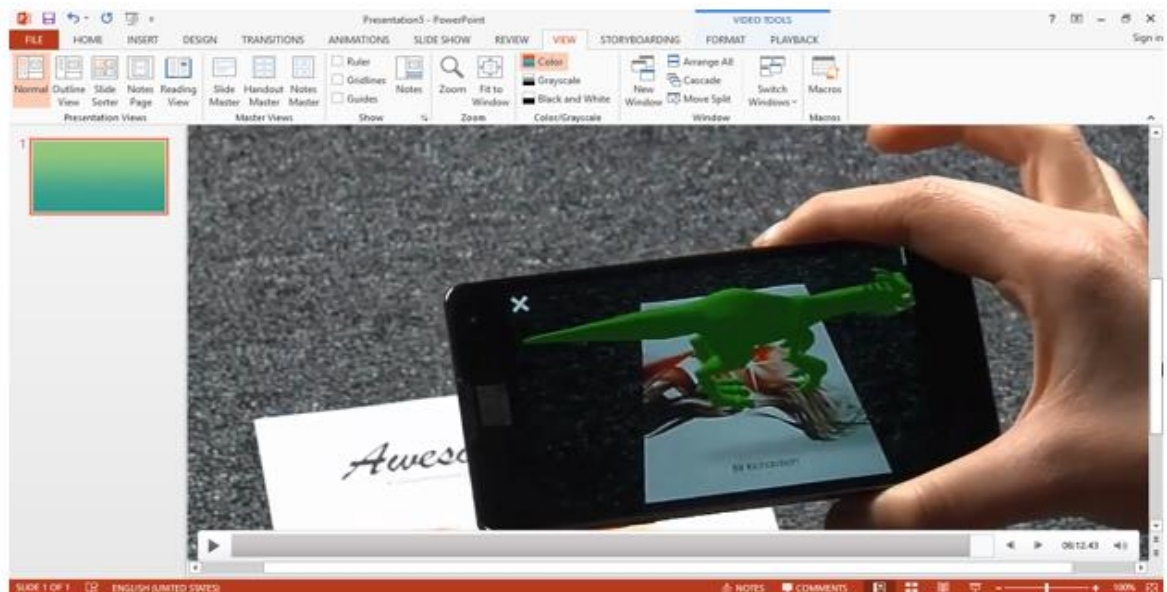 Presentation5 - PowerPoint
VIDEO TOOLS
Sign in
FILE HOME INSERT DESIGN TRANSITIONS ANIMATIONS SLIDE SHOW REVIEW VIEW STORYBOARDING FORMAT PLAYBACK
Normal Outline View Slide Sorter Notes Page Reading View
Presentation Views
Slide Master Handout Master Notes Master
Master Views
Ruler
Gridlines
Guides
Notes
Show
Zoom Fit to Window
Zoom
Color
Grayscale
Black and White
Color/Grayscale
New Window
Arrange All
Cascade
Move Split
Switch Windows
Window
Macros
Macros
1
Aweso
Richardson
06:12.43
SLIDE 1 OF 1 ENGLISH (UNITED STATES) NOTES COMMENTS 100%